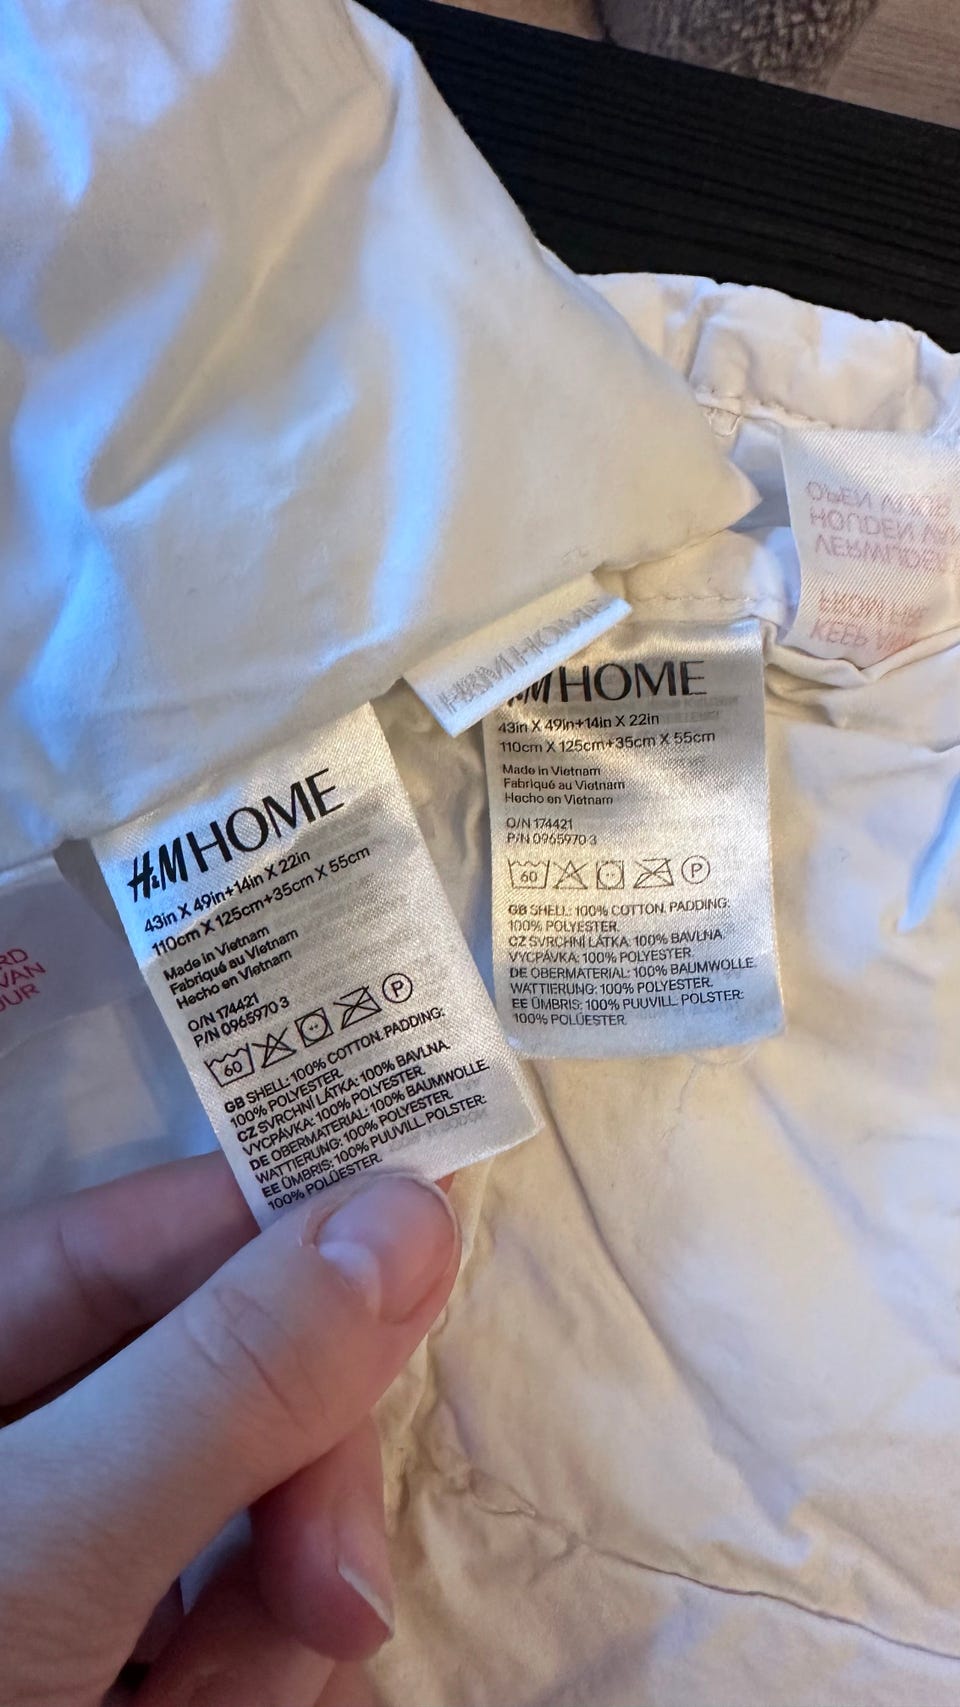 H&M HOME
43in X 49in+14in X 22in
110cm X 125cm+35cm X 55cm
Made in Vietnam
Fabriqué au Vietnam
Hecho en Vietnam
O/N 174421
P/N 0965970 3
60
P
GB SHELL: 100% COTTON. PADDING:
100% POLYESTER.
CZ SVRCHNÍ LÁTKA: 100% BAVLNA.
VÝCPÁVKA: 100% POLYESTER.
DE OBERMATERIAL: 100% BAUMWOLLE.
WATTIERUNG: 100% POLYESTER.
EE ÜMBRIS: 100% PUUVILL. POLSTER:
100% POLÜESTER.
H&M HOME
H&M HOME
43in X 49in+14in X 22in
110cm X 125cm+35cm X 55cm
Made in Vietnam
Fabriqué au Vietnam
Hecho en Vietnam
O/N 174421
P/N 0965970 3
60
P
GB SHELL: 100% COTTON. PADDING:
100% POLYESTER.
CZ SVRCHNÍ LÁTKA: 100% BAVLNA.
VÝCPÁVKA: 100% POLYESTER.
DE OBERMATERIAL: 100% BAUMWOLLE.
WATTIERUNG: 100% POLYESTER.
EE ÜMBRIS: 100% PUUVILL. POLSTER:
100% POLÜESTER.
KEEP
HOUDEN
VAN